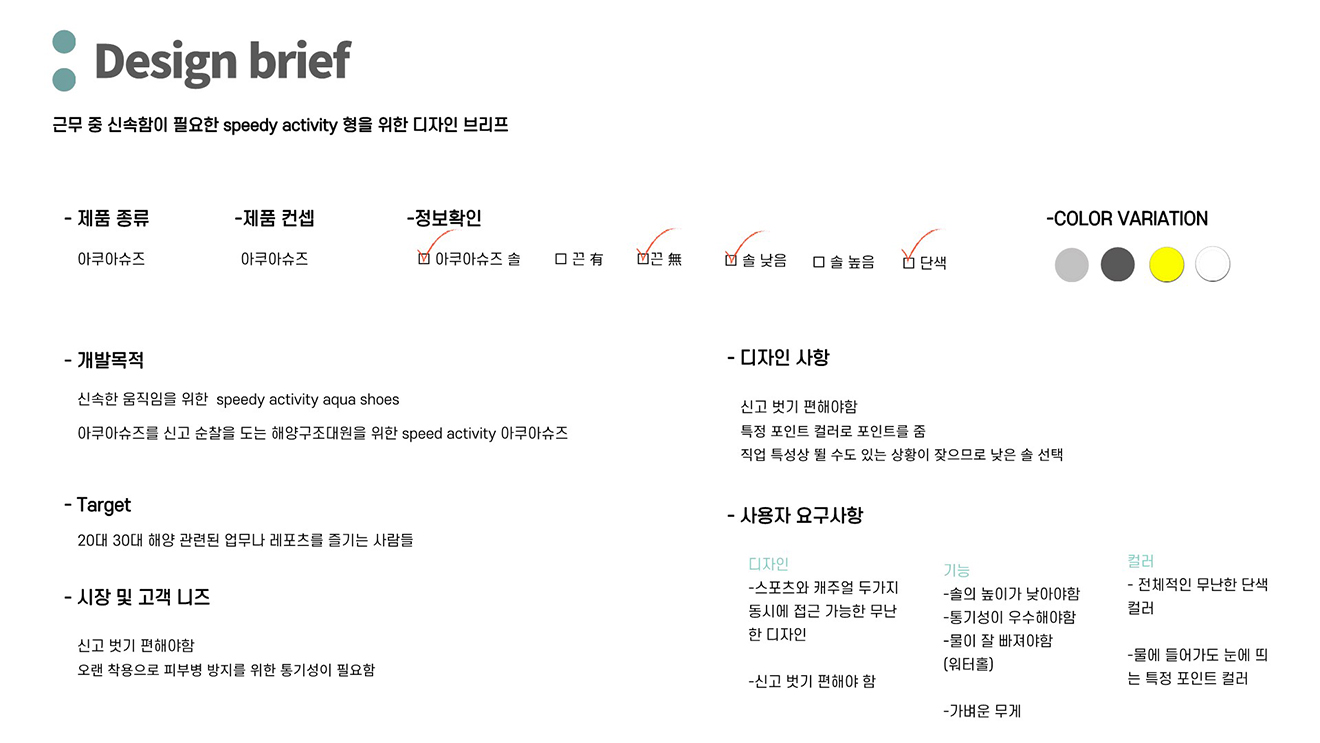 Design brief
근무 중 신속함이 필요한 speedy activity 형을 위한 디자인 브리프
- 제품 종류
아쿠아슈즈
-제품 컨셉
아쿠아슈즈
-정보확인
아쿠아슈즈 솔
끈 有
끈 無
솔 낮음
솔 높음
단색
-COLOR VARIATION
- 개발목적
신속한 움직임을 위한 speedy activity aqua shoes
아쿠아슈즈를 신고 순찰을 도는 해양구조대원을 위한 speed activity 아쿠아슈즈
- Target
20대 30대 해양 관련된 업무나 레포츠를 즐기는 사람들
- 시장 및 고객 니즈
신고 벗기 편해야함
오랜 착용으로 피부병 방지를 위한 통기성이 필요함
- 디자인 사항
신고 벗기 편해야함
특정 포인트 컬러로 포인트를 줌
직업 특성상 뛸 수도 있는 상황이 잦으므로 낮은 솔 선택
- 사용자 요구사항
디자인
-스포츠와 캐주얼 두가지
동시에 접근 가능한 무난
한 디자인
-신고 벗기 편해야 함
기능
-솔의 높이가 낮아야함
-통기성이 우수해야함
-물이 잘 빠져야함
(워터홀)
-가벼운 무게
컬러
- 전체적인 무난한 단색
컬러
-물에 들어가도 눈에 띄
는 특정 포인트 컬러